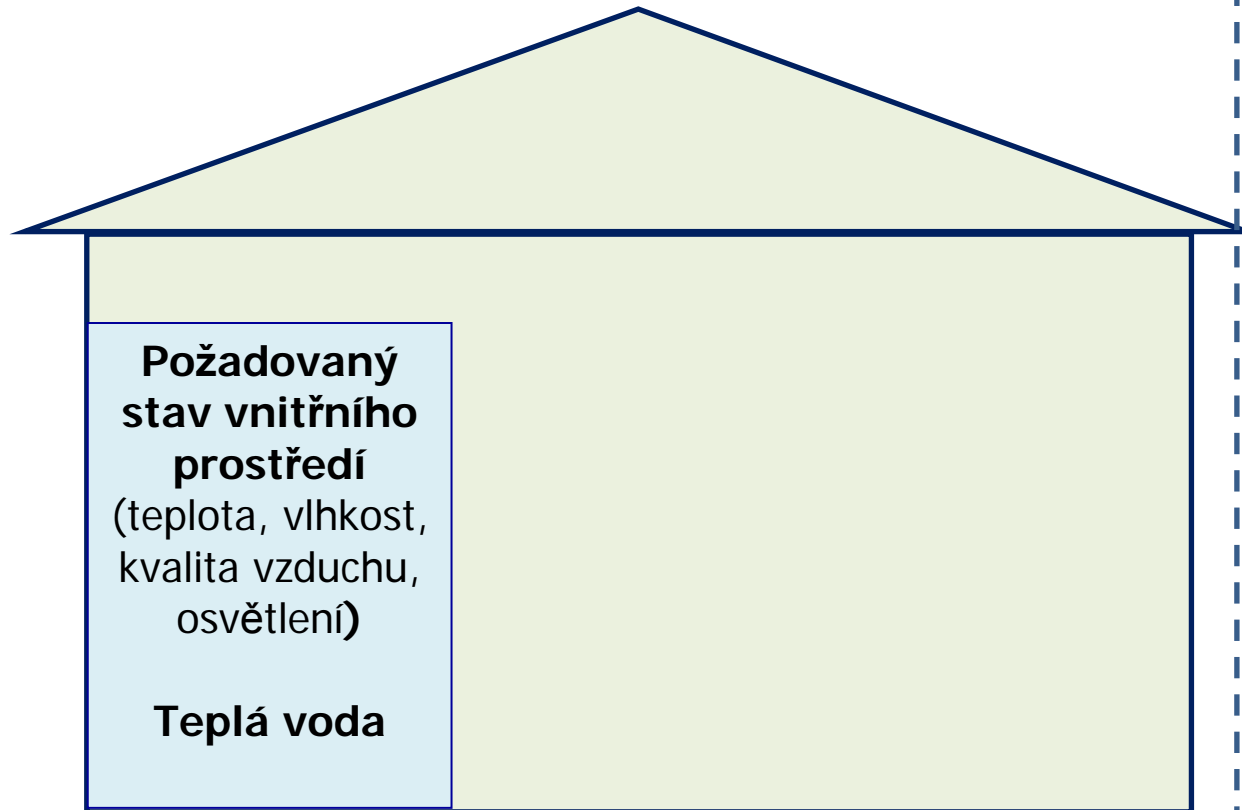 Požadovaný
stav vnitřního
prostředí
(teplota, vlhkost,
kvalita vzduchu,
osvětlení)
Teplá voda